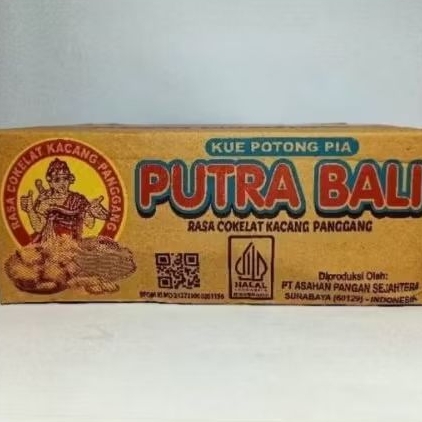 KUE POTONG PIA
PUTRA BALI
RASA COKELAT KACANG PANGGANG
RASA COKELAT KACANG PANGGANG
HALAL
INDONESIA
Diproduksi Oleh:
PT ASAHAN PANGAN SEJAHTERA
SURABAYA (60129) - INDONESIA